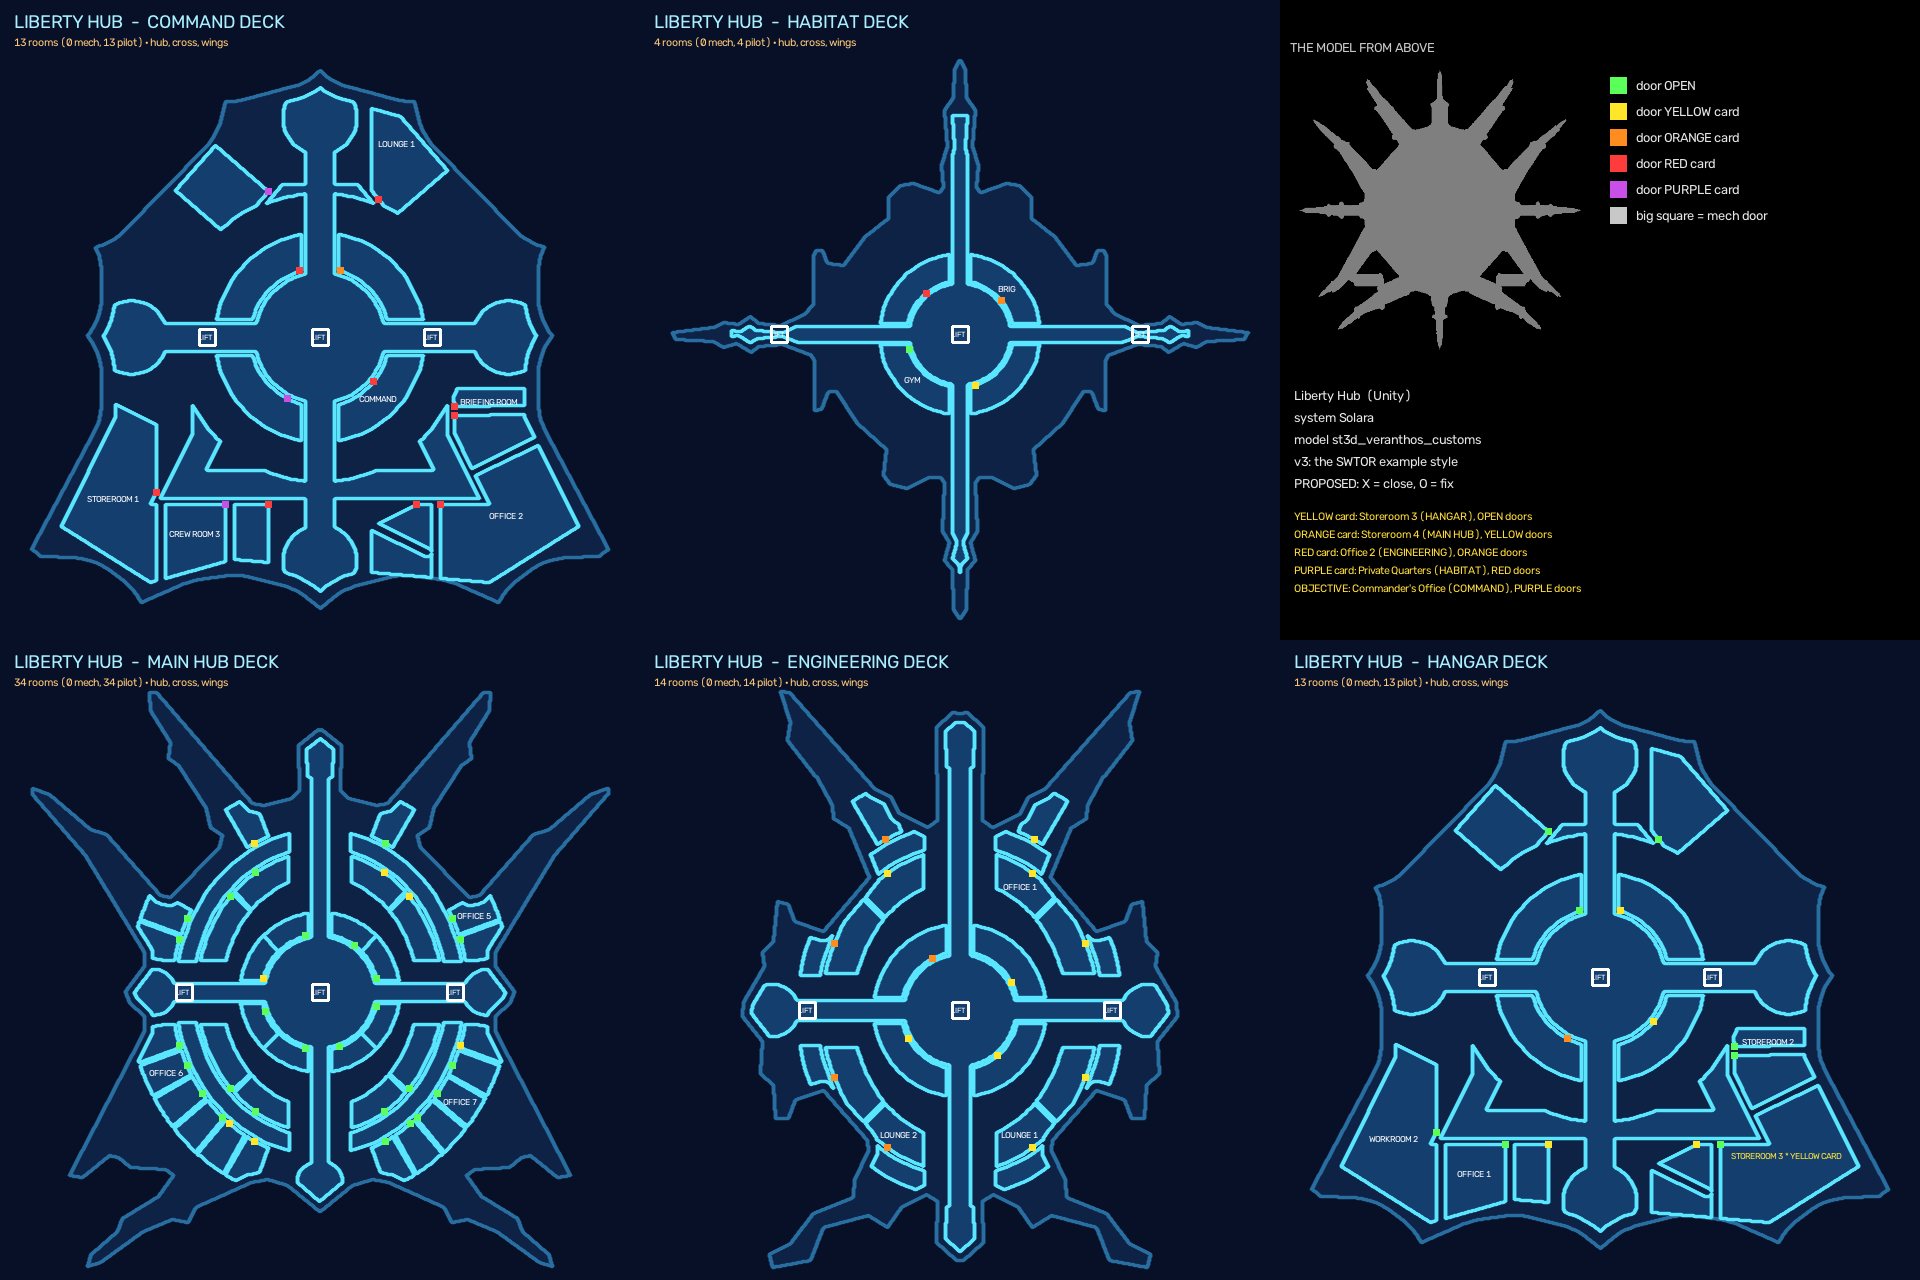 LIBERTY HUB - COMMAND DECK
13 rooms (0 mech, 13 pilot) • hub, cross, wings
LOUNGE 1
LIFT
LIFT
LIFT
COMMAND
BRIEFING ROOM
STOREROOM 1
CREW ROOM 3
OFFICE 2
LIBERTY HUB - HABITAT DECK
4 rooms (0 mech, 4 pilot) • hub, cross, wings
BRIG
LIFT
GYM
THE MODEL FROM ABOVE
door OPEN
door YELLOW card
door ORANGE card
door RED card
door PURPLE card
big square = mech door
Liberty Hub (Unity)
system Solara
model st3d_veranthos_customs
v3: the SWTOR example style
PROPOSED: X = close, O = fix
YELLOW card: Storeroom 3 (HANGAR), OPEN doors
ORANGE card: Storeroom 4 (MAIN HUB), YELLOW doors
RED card: Office 2 (ENGINEERING), ORANGE doors
PURPLE card: Private Quarters (HABITAT), RED doors
OBJECTIVE: Commander's Office (COMMAND), PURPLE doors
LIBERTY HUB - MAIN HUB DECK
34 rooms (0 mech, 34 pilot) • hub, cross, wings
OFFICE 5
LIFT
LIFT
LIFT
OFFICE 6
OFFICE 7
LIBERTY HUB - ENGINEERING DECK
14 rooms (0 mech, 14 pilot) • hub, cross, wings
OFFICE 1
LIFT
LIFT
LIFT
LOUNGE 2
LOUNGE 1
LIBERTY HUB - HANGAR DECK
13 rooms (0 mech, 13 pilot) • hub, cross, wings
LIFT
LIFT
LIFT
STOREROOM 2
WORKROOM 2
STOREROOM 3 * YELLOW CARD
OFFICE 1